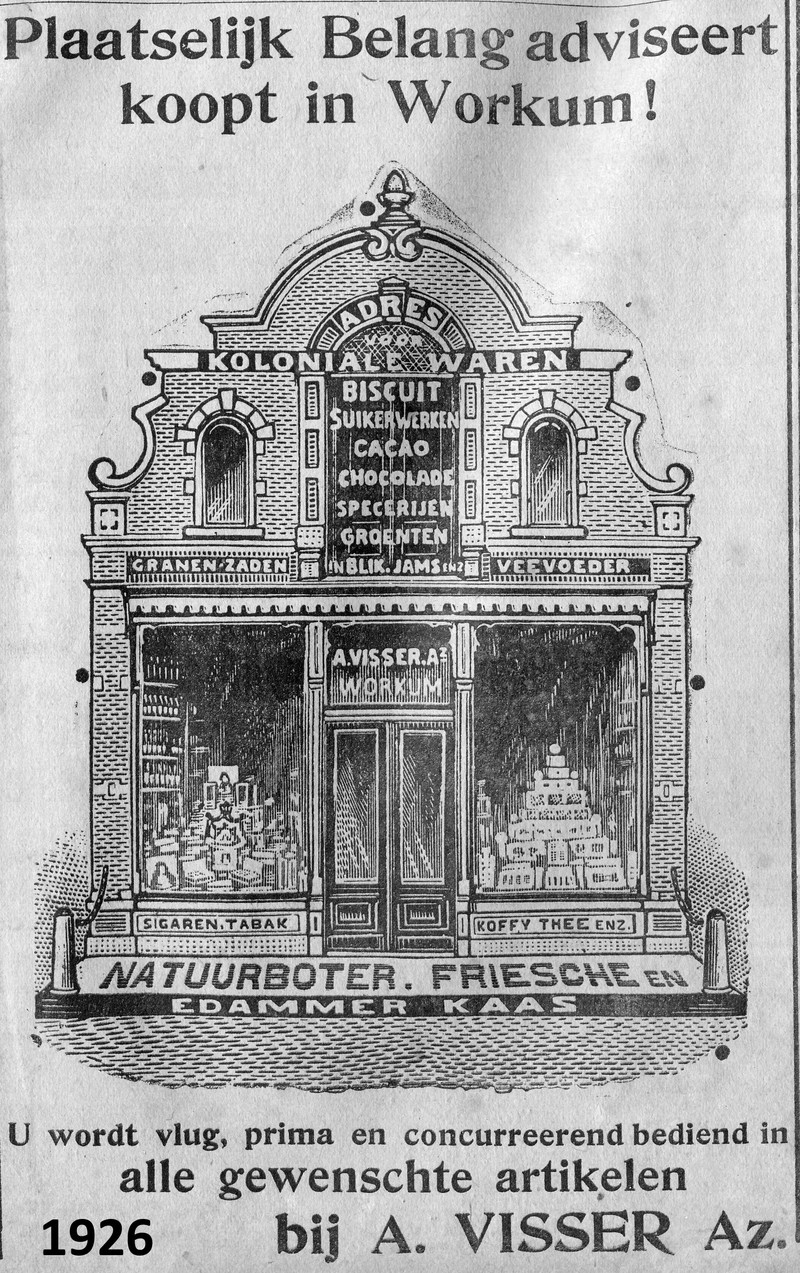 Plaatselijk Belang adviseert
koopt in Workum!
ADRES
VOOR
KOLONIALE WAREN
BISCUIT
SUIKERWERKEN
CACAO
CHOCOLADE
SPECERIJEN
GROENTEN
IN BLIK. JAMS ENZ
GRANEN-ZADEN
VEEVOEDER
A. VISSER. AZ
WORKUM
SIGAREN. TABAK
KOFFY THEE ENZ.
NATUURBOTER. FRIESCHE EN
EDAMMER KAAS
U wordt vlug, prima en concurreerend bediend in
alle gewenschte artikelen
1926 bij A. VISSER Az.